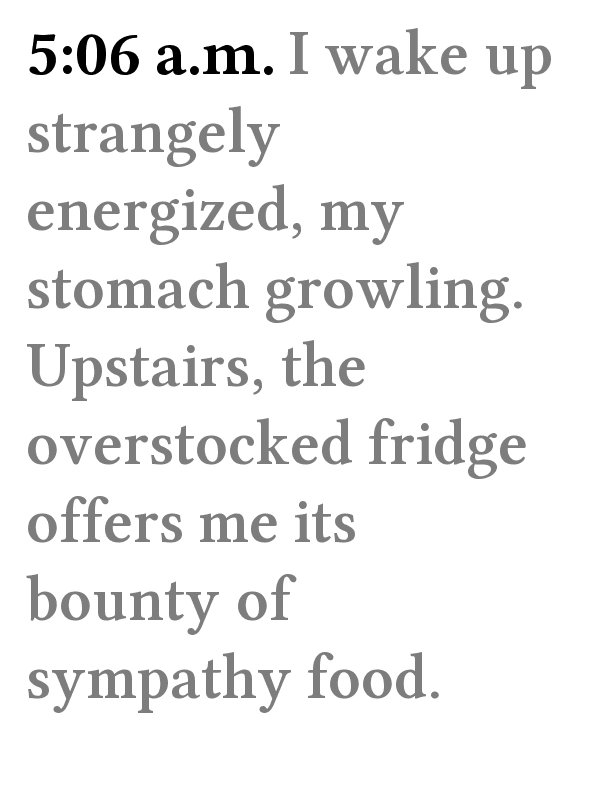 5:06 a.m. I wake up
strangely
energized, my
stomach growling.
Upstairs, the
overstocked fridge
offers me its
bounty of
sympathy food.